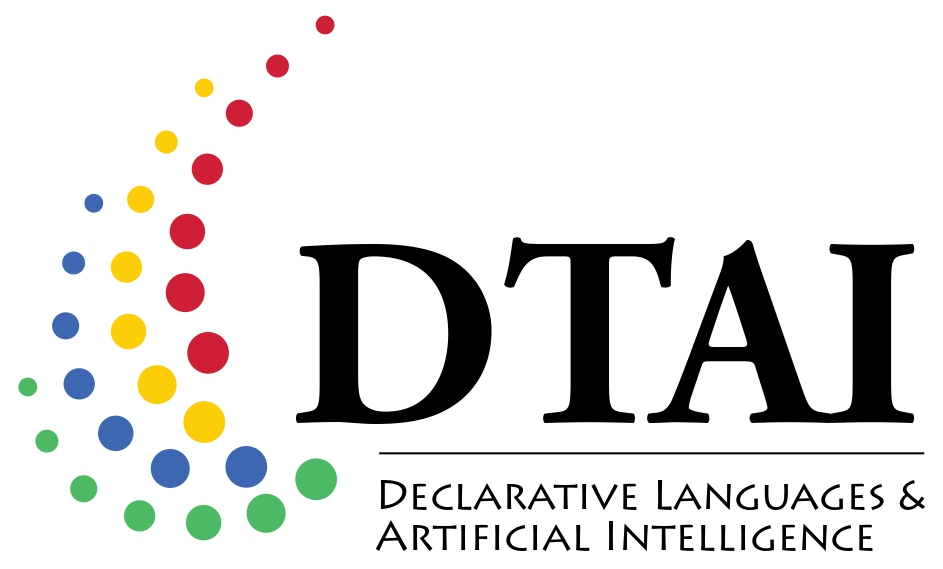 DTAI
Declarative Languages &
Artificial Intelligence